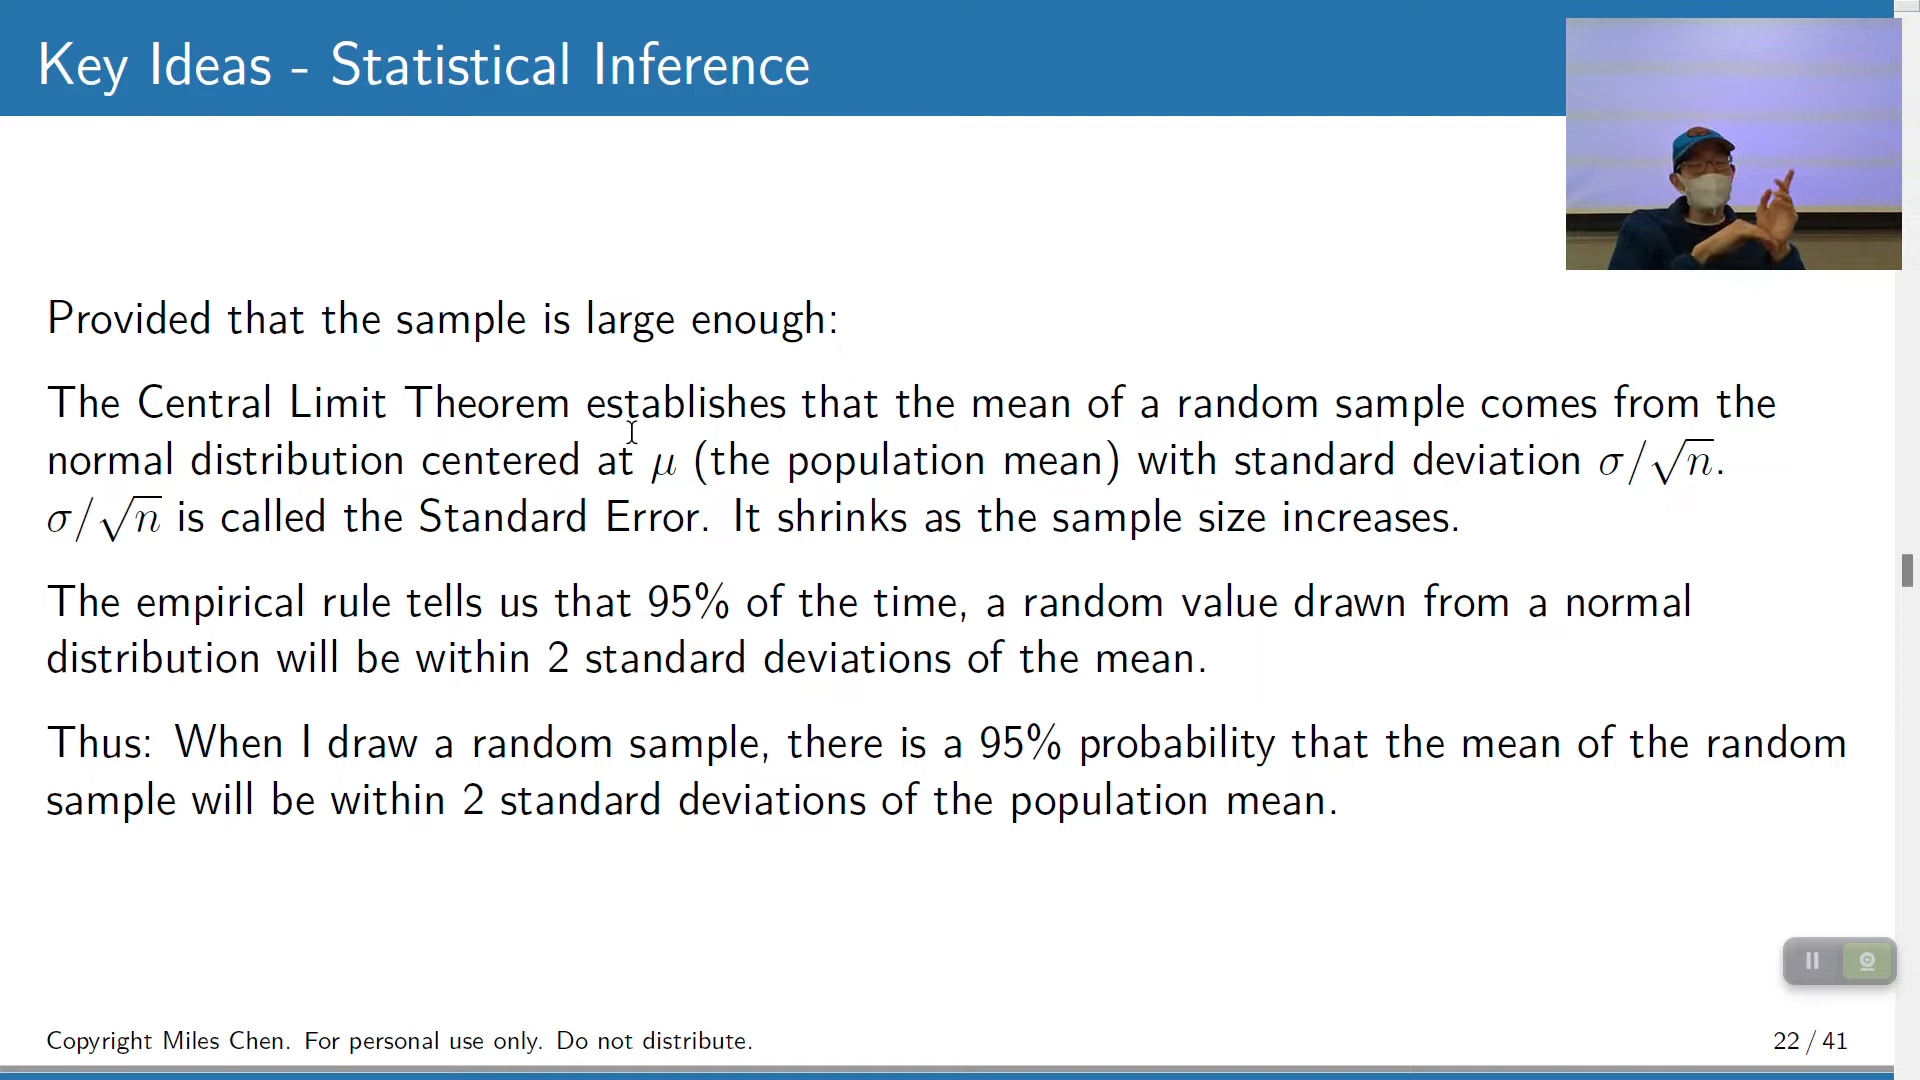 Key Ideas - Statistical Inference
Provided that the sample is large enough:
The Central Limit Theorem establishes that the mean of a random sample comes from the
normal distribution centered at μ (the population mean) with standard deviation σ/√n.
σ/√n is called the Standard Error. It shrinks as the sample size increases.
The empirical rule tells us that 95% of the time, a random value drawn from a normal
distribution will be within 2 standard deviations of the mean.
Thus: When I draw a random sample, there is a 95% probability that the mean of the random
sample will be within 2 standard deviations of the population mean.
Copyright Miles Chen. For personal use only. Do not distribute.
22 / 41